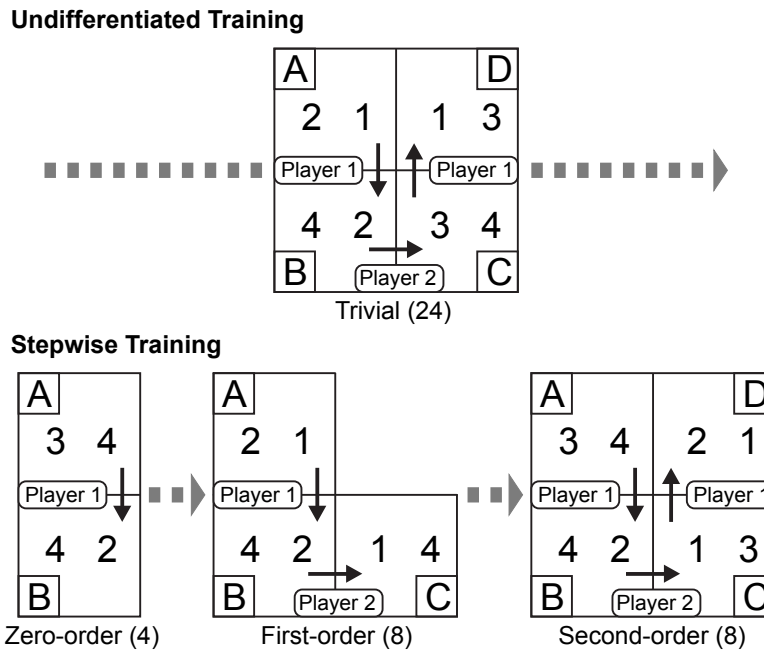 Undifferentiated Training
A D
2 1 1 3
Player 1 Player 1
4 2 3 4
B Player 2 C
Trivial (24)
Stepwise Training
A A A D
3 4 2 1 3 4 2 1
Player 1 Player 1 Player 1 Player 1
4 2 4 2 1 4 4 2 1 3
B B Player 2 C B Player 2 C
Zero-order (4) First-order (8) Second-order (8)